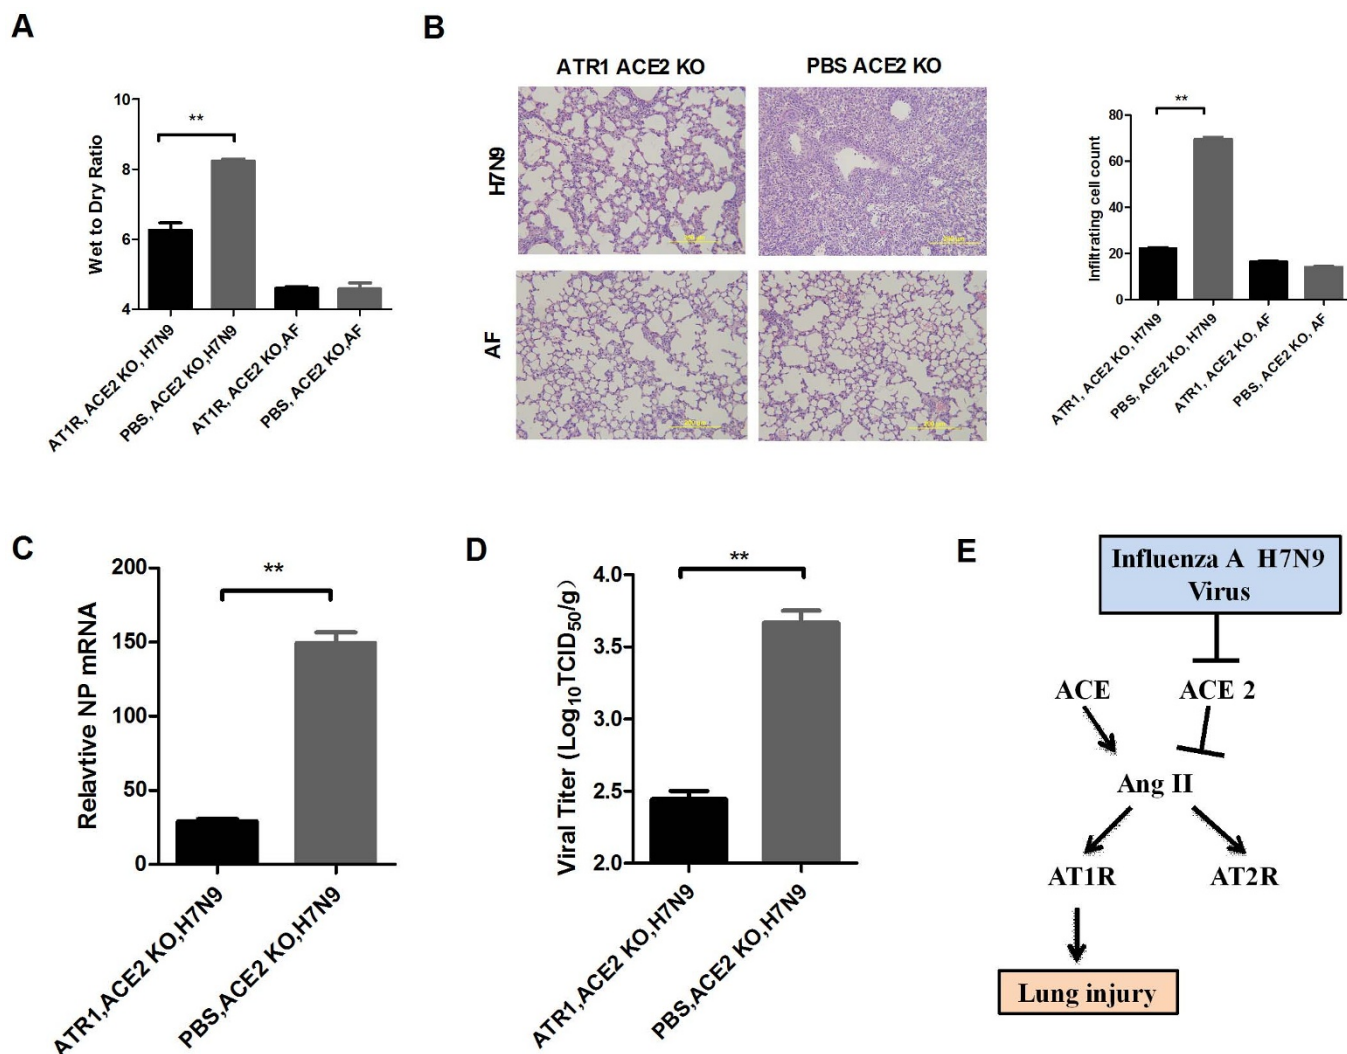 A
Wet to Dry Ratio
10
8
6
4
**
AT1R, ACE2 KO, H7N9
PBS, ACE2 KO,H7N9
AT1R, ACE2 KO,AF
PBS, ACE2 KO,AF
B
ATR1 ACE2 KO
PBS ACE2 KO
H7N9
AF
Infiltrating cell count
80
60
40
20
0
**
ATR1, ACE2 KO, H7N9
PBS, ACE2 KO, H7N9
ATR1, ACE2 KO, AF
PBS, ACE2 KO, AF
C
Relavtive NP mRNA
200
150
100
50
0
**
ATR1,ACE2 KO,H7N9
PBS,ACE2 KO,H7N9
D
Viral Titer (Log10TCID50/g)
4.0
3.5
3.0
2.5
2.0
**
ATR1,ACE2 KO,H7N9
PBS,ACE2 KO,H7N9
E
Influenza A H7N9
Virus
ACE
ACE 2
Ang II
AT1R
AT2R
Lung injury